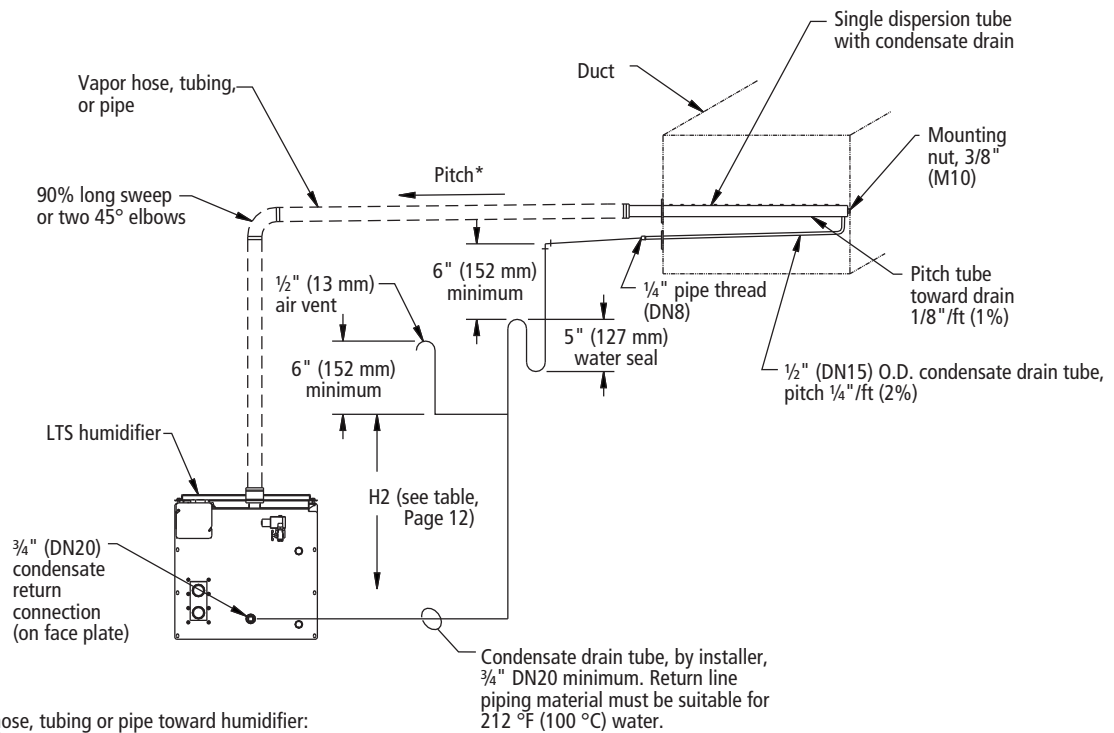 Single dispersion tube
with condensate drain
Duct
Vapor hose, tubing,
or pipe
Mounting
nut, 3/8"
(M10)
Pitch*
90% long sweep
or two 45° elbows
6" (152 mm)
minimum
½" (13 mm)
air vent
¼" pipe thread
(DN8)
Pitch tube
toward drain
1/8"/ft (1%)
5" (127 mm)
water seal
6" (152 mm)
minimum
½" (DN15) O.D. condensate drain tube,
pitch ¼"/ft (2%)
LTS humidifier
H2 (see table,
Page 12)
¾" (DN20)
condensate
return
connection
(on face plate)
Condensate drain tube, by installer,
¾" DN20 minimum. Return line
piping material must be suitable for
212 °F (100 °C) water.
hose, tubing or pipe toward humidifier: